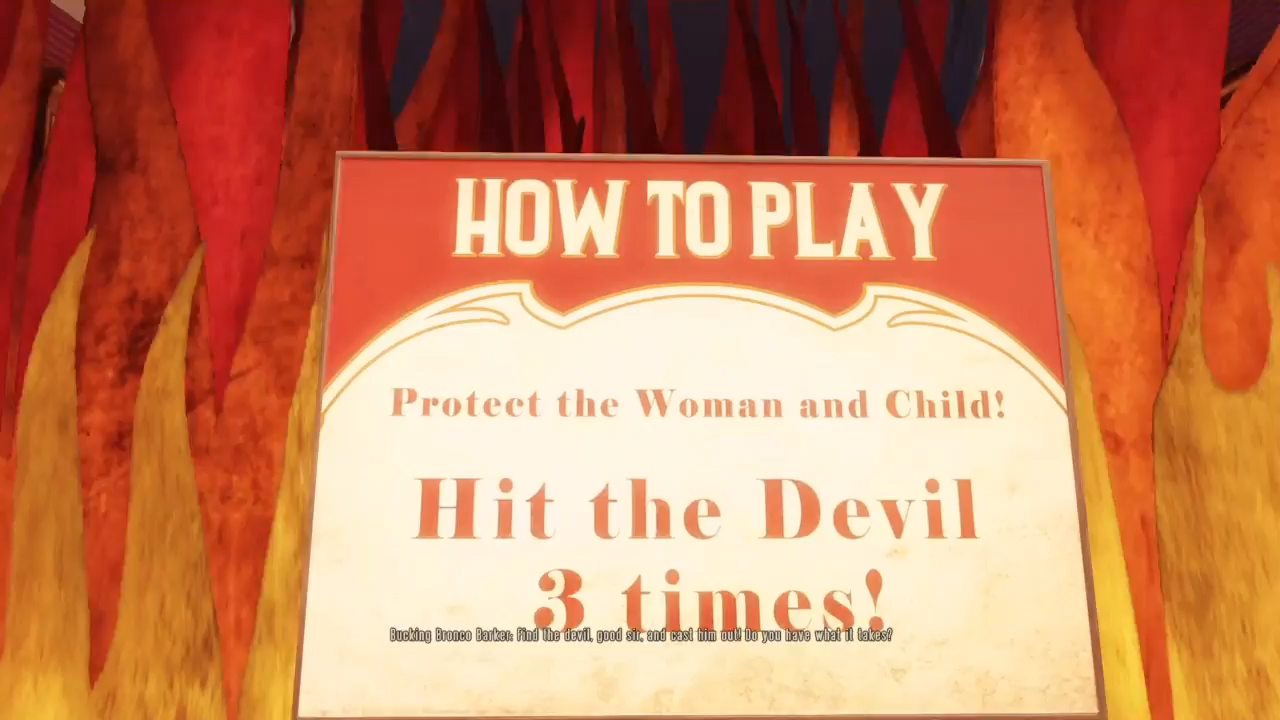 HOW TO PLAY
Protect the Woman and Child!
Hit the Devil
3 times!
Bucking Bronco Barker: Find the devil, good sir, and cast him out! Do you have what it takes?